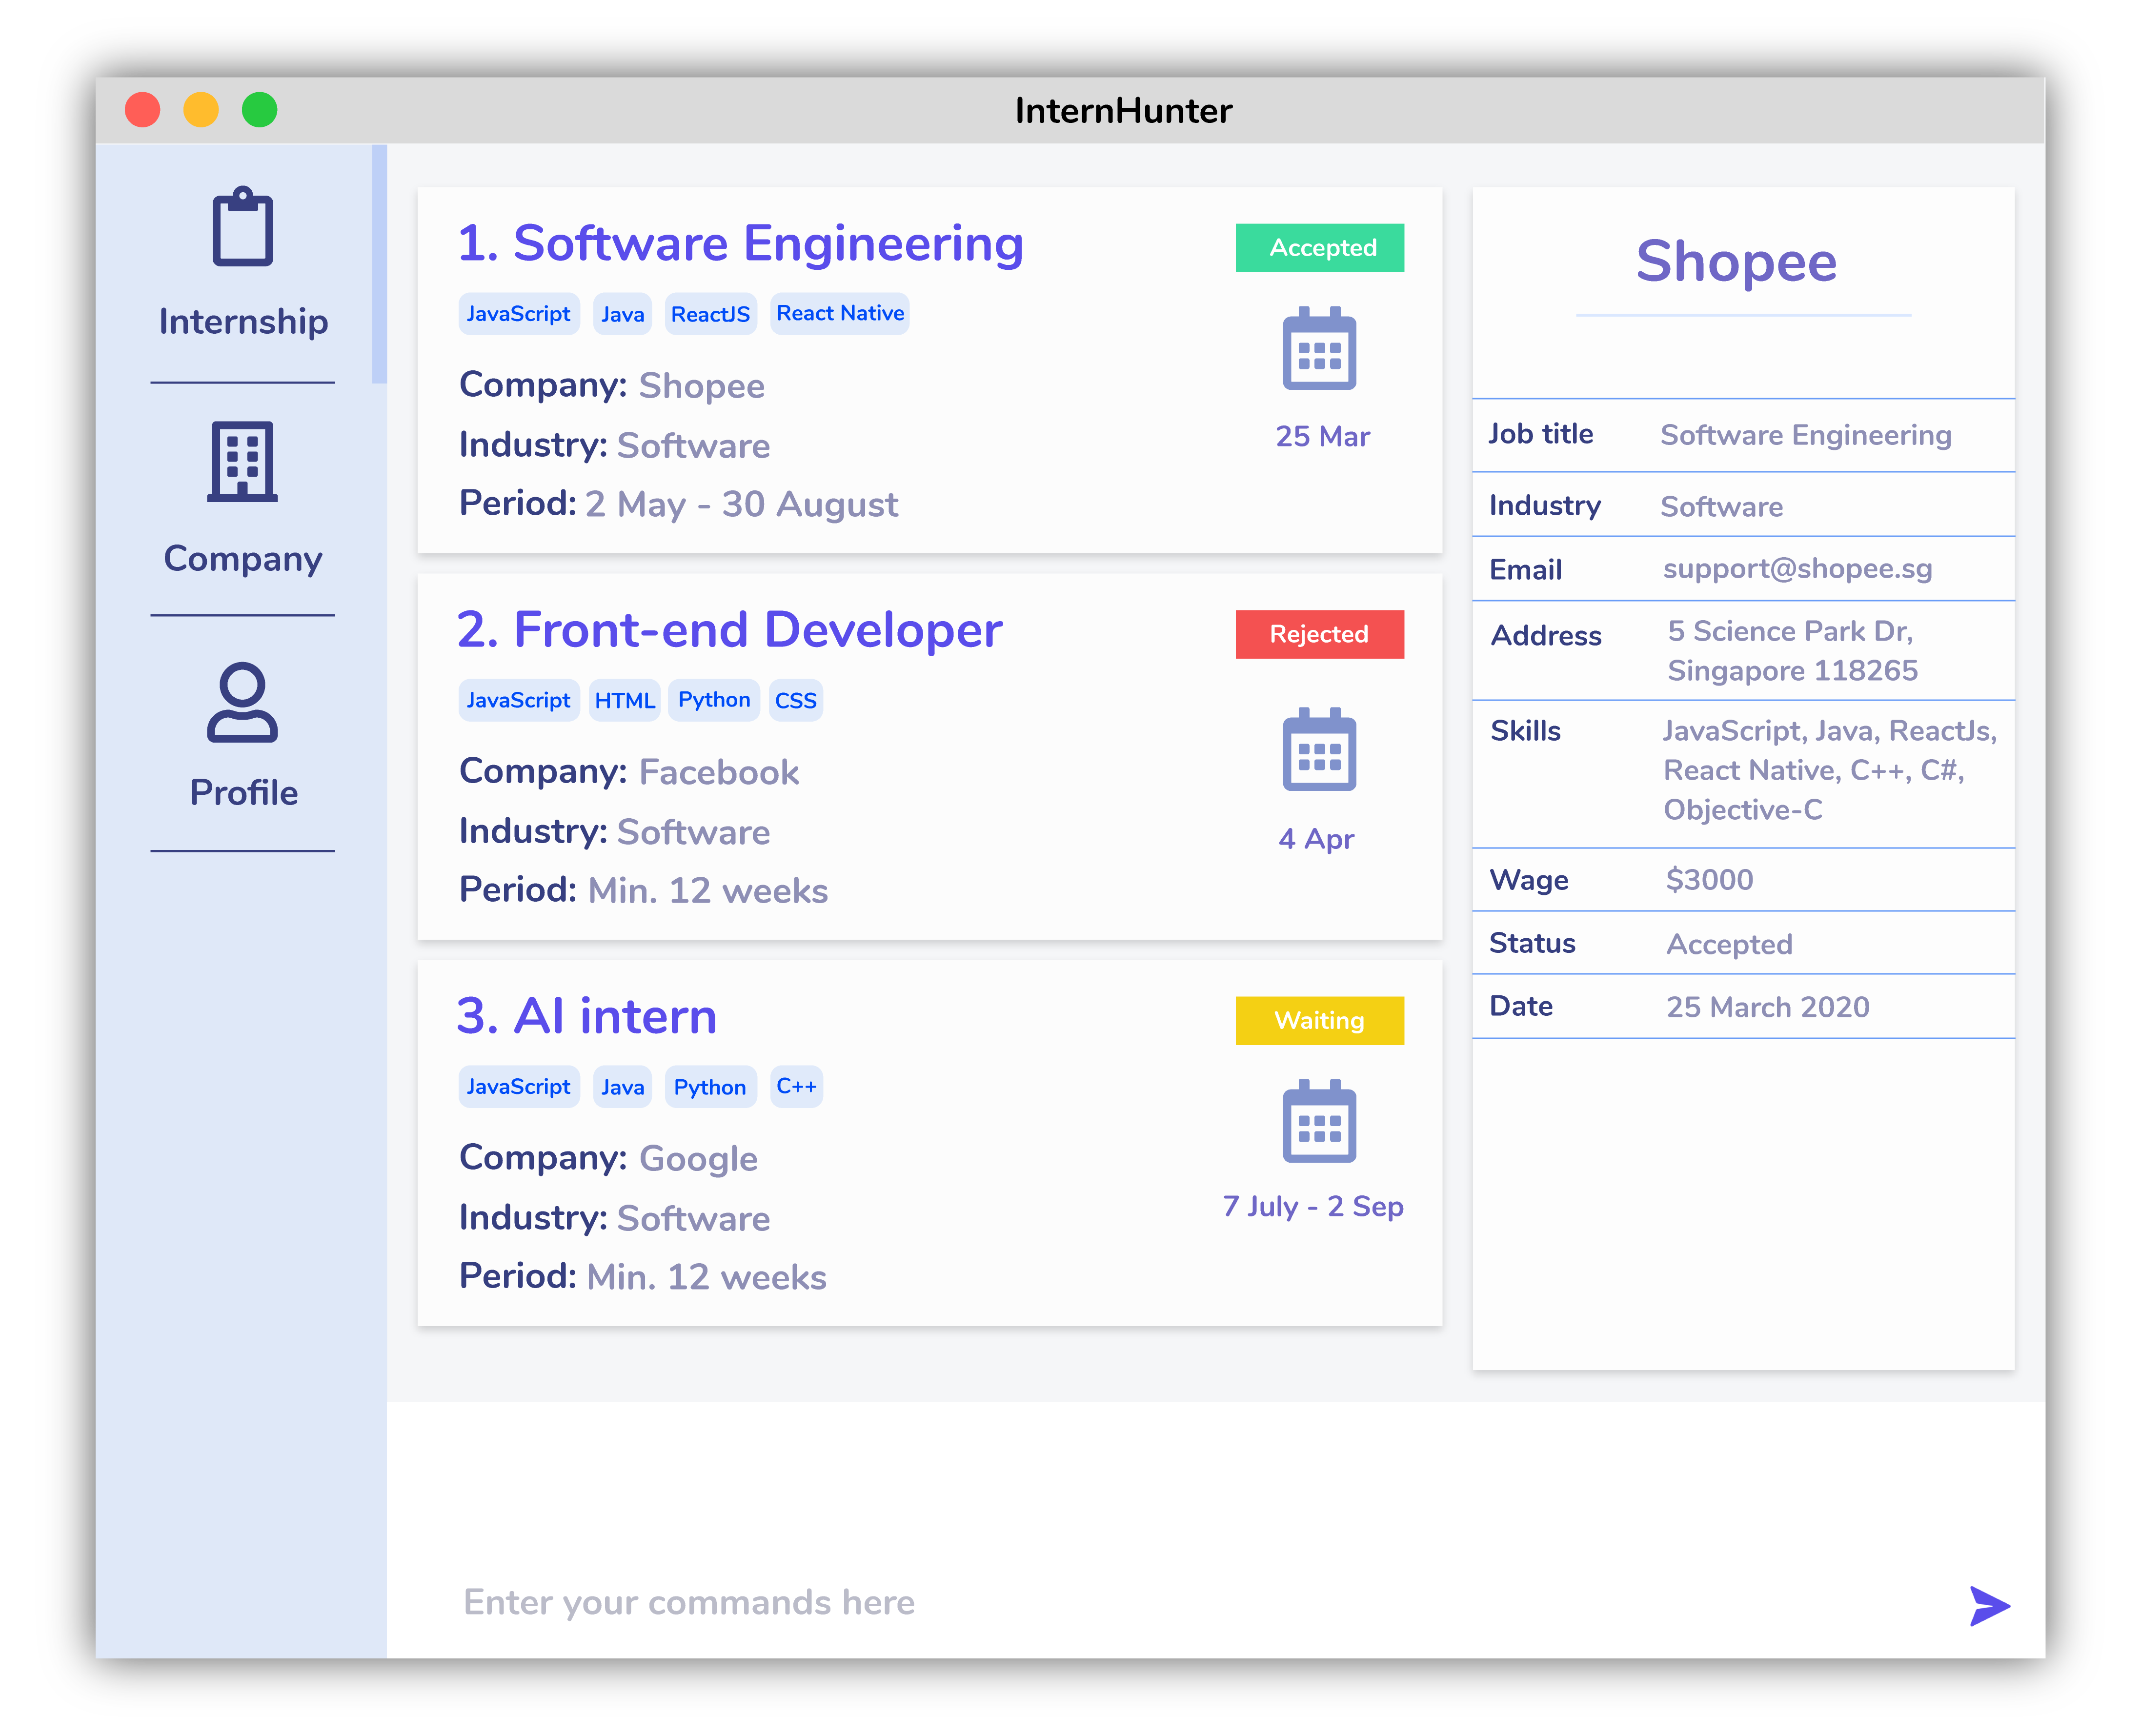 InternHunter
Internship
Company
Profile
1. Software Engineering
Accepted
JavaScript Java ReactJS React Native
Company: Shopee
Industry: Software
Period: 2 May - 30 August
25 Mar
2. Front-end Developer
Rejected
JavaScript HTML Python CSS
Company: Facebook
Industry: Software
Period: Min. 12 weeks
4 Apr
3. AI intern
Waiting
JavaScript Java Python C++
Company: Google
Industry: Software
Period: Min. 12 weeks
7 July - 2 Sep
Shopee
Job title Software Engineering
Industry Software
Email support@shopee.sg
Address 5 Science Park Dr,
Singapore 118265
Skills JavaScript, Java, ReactJs,
React Native, C++, C#,
Objective-C
Wage $3000
Status Accepted
Date 25 March 2020
Enter your commands here